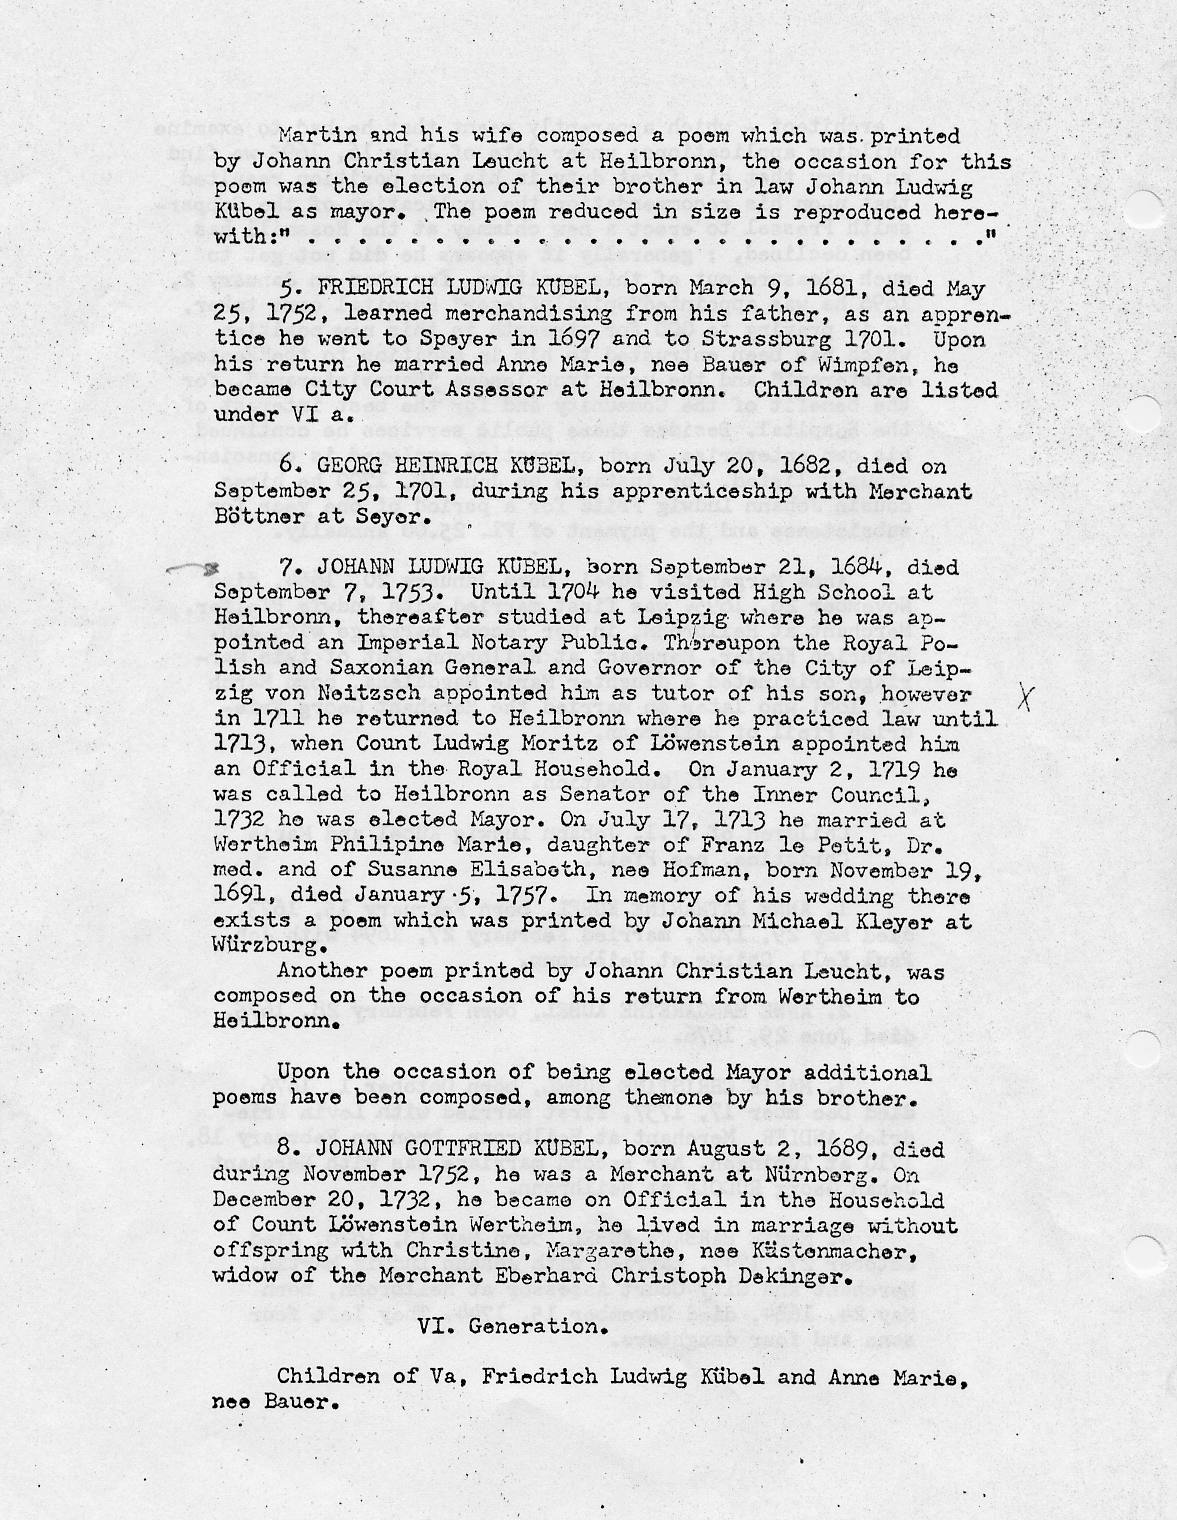 Martin and his wife composed a poem which was printed
by Johann Christian Leucht at Heilbronn, the occasion for this
poem was the election of their brother in law Johann Ludwig
Kübel as mayor. The poem reduced in size is reproduced here-
with:" . . . . . . . . . . . . . . . . . . . . . . . . . . ."
5. FRIEDRICH LUDWIG KÜBEL, born March 9, 1681, died May
25, 1752, learned merchandising from his father, as an appren-
tice he went to Speyer in 1697 and to Strassburg 1701. Upon
his return he married Anne Marie, nee Bauer of Wimpfen, he
became City Court Assessor at Heilbronn. Children are listed
under VI a.
6. GEORG HEINRICH KÜBEL, born July 20, 1682, died on
September 25, 1701, during his apprenticeship with Merchant
Böttner at Seyer.
7. JOHANN LUDWIG KÜBEL, born September 21, 1684, died
September 7, 1753. Until 1704 he visited High School at
Heilbronn, thereafter studied at Leipzig where he was ap-
pointed an Imperial Notary Public. Thereupon the Royal Po-
lish and Saxonian General and Governor of the City of Leip-
zig von Neitzsch appointed him as tutor of his son, however X
in 1711 he returned to Heilbronn where he practiced law until
1713, when Count Ludwig Moritz of Löwenstein appointed him
an Official in the Royal Household. On January 2, 1719 he
was called to Heilbronn as Senator of the Inner Council,
1732 he was elected Mayor. On July 17, 1713 he married at
Wertheim Philipine Marie, daughter of Franz le Petit, Dr.
med. and of Susanne Elisabeth, nee Hofman, born November 19,
1691, died January 5, 1757. In memory of his wedding there
exists a poem which was printed by Johann Michael Kleyer at
Würzburg.
Another poem printed by Johann Christian Leucht, was
composed on the occasion of his return from Wertheim to
Heilbronn.
Upon the occasion of being elected Mayor additional
poems have been composed, among themone by his brother.
8. JOHANN GOTTFRIED KÜBEL, born August 2, 1689, died
during November 1752, he was a Merchant at Nürnberg. On
December 20, 1732, he became on Official in the Household
of Count Löwenstein Wertheim, he lived in marriage without
offspring with Christine, Margarethe, nee Kästenmacher,
widow of the Merchant Eberhard Christoph Dekinger.
VI. Generation.
Children of Va, Friedrich Ludwig Kübel and Anne Marie,
nee Bauer.